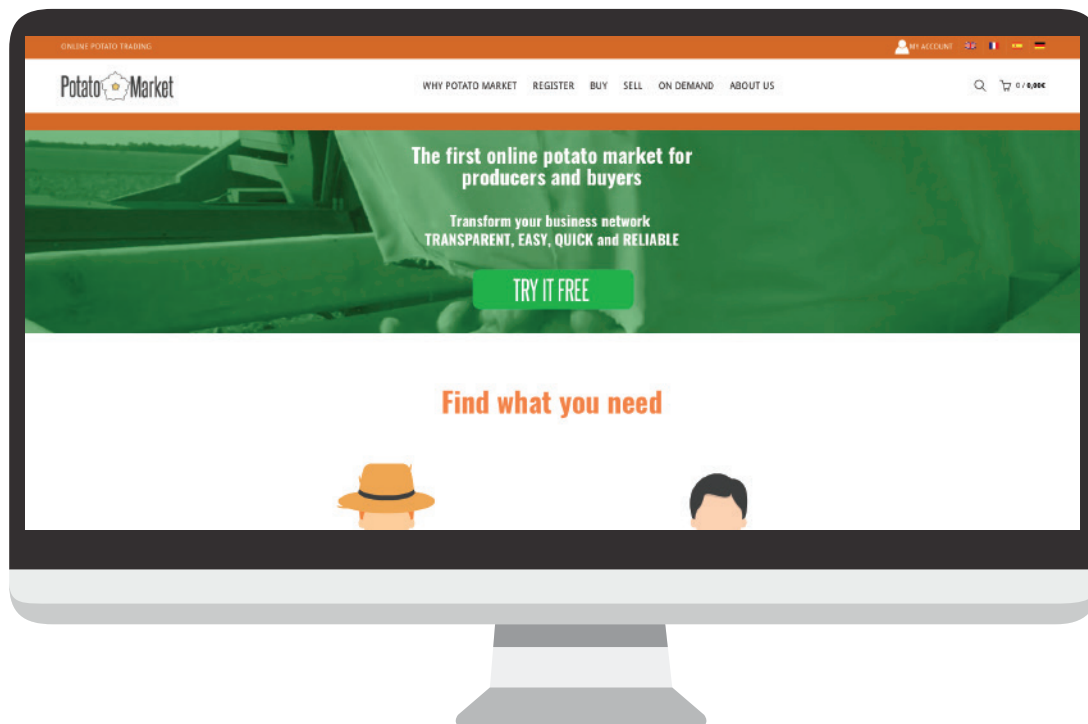 ONLINE POTATO TRADING
MY ACCOUNT
Potato Market
WHY POTATO MARKET REGISTER BUY SELL ON DEMAND ABOUT US
0 / 0,00€
The first online potato market for
producers and buyers
Transform your business network
TRANSPARENT, EASY, QUICK and RELIABLE
TRY IT FREE
Find what you need